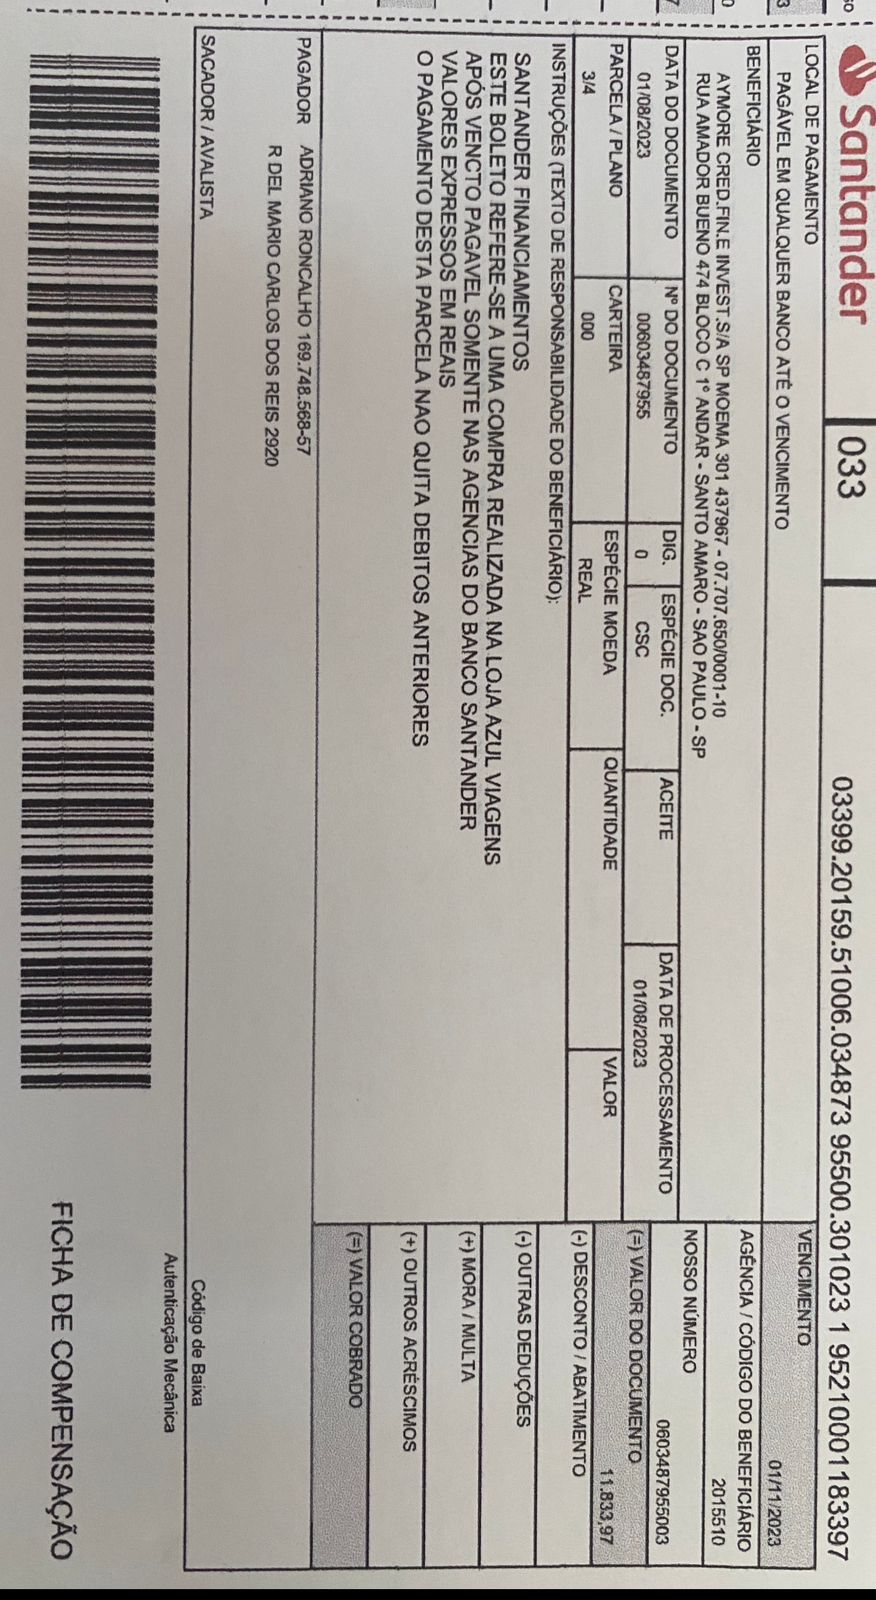 Santander
033
03399.20159.51006.034873 95500.301023 1 95210001183397
LOCAL DE PAGAMENTO
PAGÁVEL EM QUALQUER BANCO ATÉ O VENCIMENTO
VENCIMENTO
01/11/2023
BENEFICIÁRIO
AYMORE CRED.FIN.E INVEST.S/A SP MOEMA 301 437967 - 07.707.650/0001-10
RUA AMADOR BUENO 474 BLOCO C 1º ANDAR - SANTO AMARO - SAO PAULO - SP
AGÊNCIA / CÓDIGO DO BENEFICIÁRIO
2015510
DATA DO DOCUMENTO
01/08/2023
Nº DO DOCUMENTO
00603487955
DIG.
0
ESPÉCIE DOC.
CSC
ACEITE
DATA DE PROCESSAMENTO
01/08/2023
NOSSO NÚMERO
0603487955003
PARCELA / PLANO
3/4
CARTEIRA
000
ESPÉCIE MOEDA
REAL
QUANTIDADE
VALOR
(=) VALOR DO DOCUMENTO
11.833,97
INSTRUÇÕES (TEXTO DE RESPONSABILIDADE DO BENEFICIÁRIO):
SANTANDER FINANCIAMENTOS
ESTE BOLETO REFERE-SE A UMA COMPRA REALIZADA NA LOJA AZUL VIAGENS
APÓS VENCTO PAGAVEL SOMENTE NAS AGENCIAS DO BANCO SANTANDER
VALORES EXPRESSOS EM REAIS
O PAGAMENTO DESTA PARCELA NAO QUITA DEBITOS ANTERIORES
(-) DESCONTO / ABATIMENTO
(-) OUTRAS DEDUÇÕES
(+) MORA / MULTA
(+) OUTROS ACRÉSCIMOS
(=) VALOR COBRADO
PAGADOR ADRIANO RONCALHO 169.748.568-57
R DEL MARIO CARLOS DOS REIS 2920
SACADOR / AVALISTA
Código de Baixa
Autenticação Mecânica
FICHA DE COMPENSAÇÃO